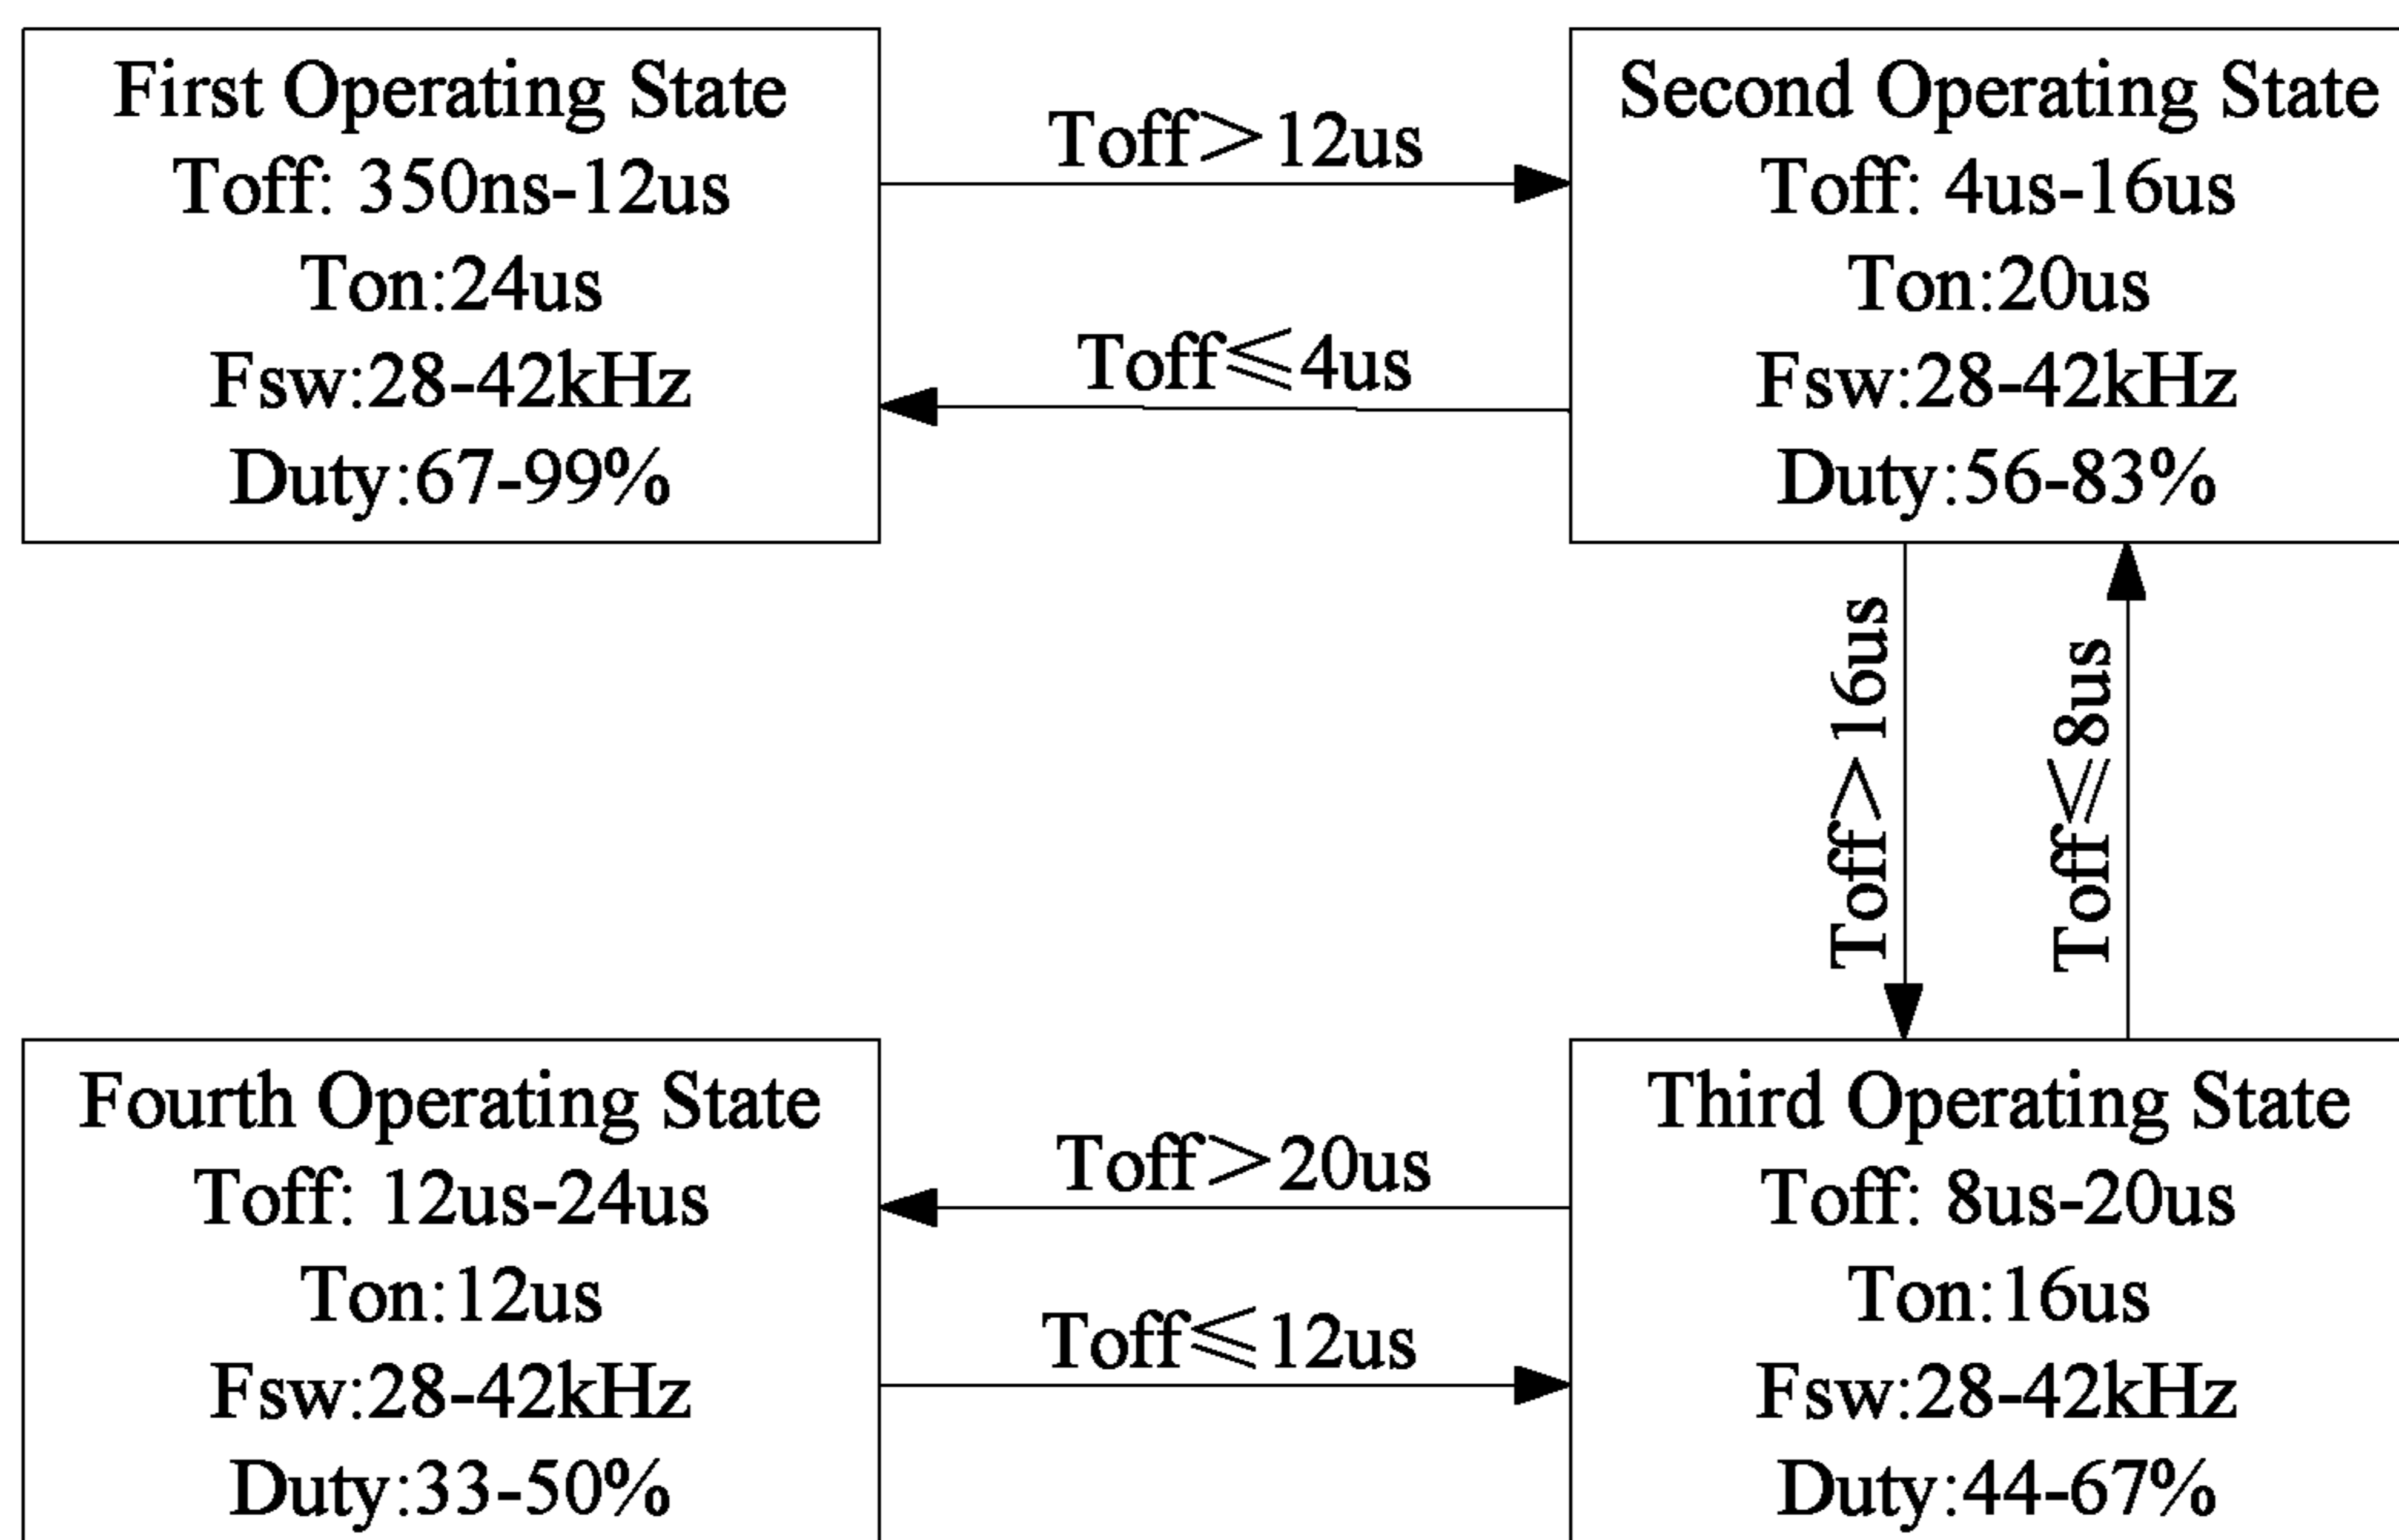 First Operating State
Toff: 350ns-12us
Ton:24us
Fsw:28-42kHz
Duty:67-99%
Toff>12us
Toff⩽4us
Second Operating State
Toff: 4us-16us
Ton:20us
Fsw:28-42kHz
Duty:56-83%
Toff>16us
Toff⩽8us
Fourth Operating State
Toff: 12us-24us
Ton:12us
Fsw:28-42kHz
Duty:33-50%
Toff>20us
Toff⩽12us
Third Operating State
Toff: 8us-20us
Ton:16us
Fsw:28-42kHz
Duty:44-67%